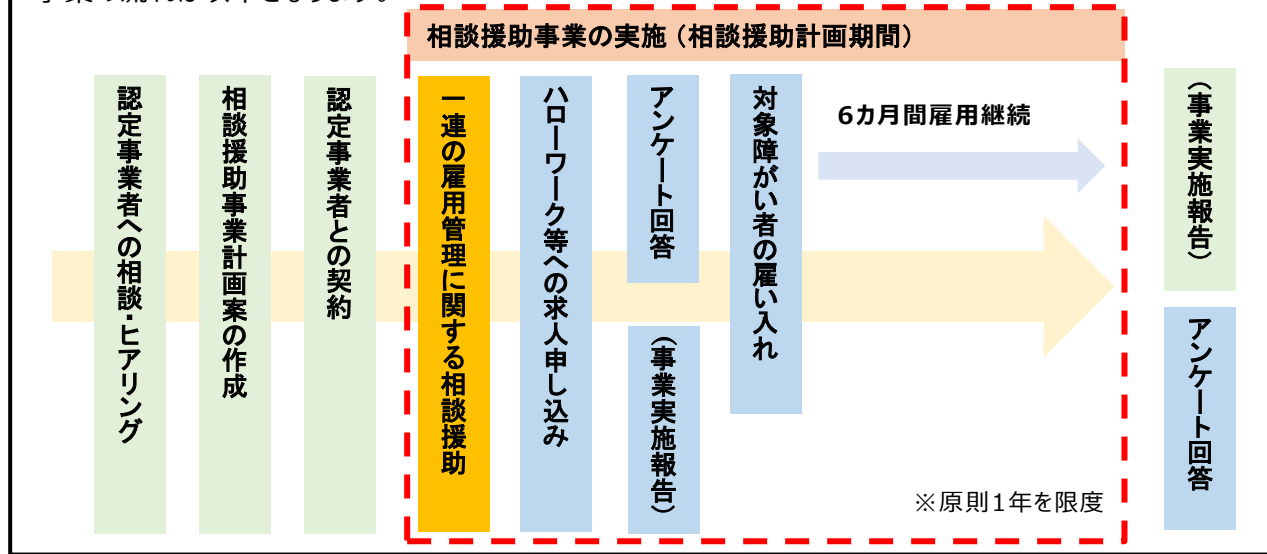 相談援助事業の実施（相談援助計画期間）
認定事業者への相談・ヒアリング
相談援助事業計画案の作成
認定事業者との契約
一連の雇用管理に関する相談援助
ハローワーク等への求人申し込み
アンケート回答
（事業実施報告）
対象障がい者の雇い入れ
6カ月間雇用継続
※原則1年を限度
（事業実施報告）
アンケート回答